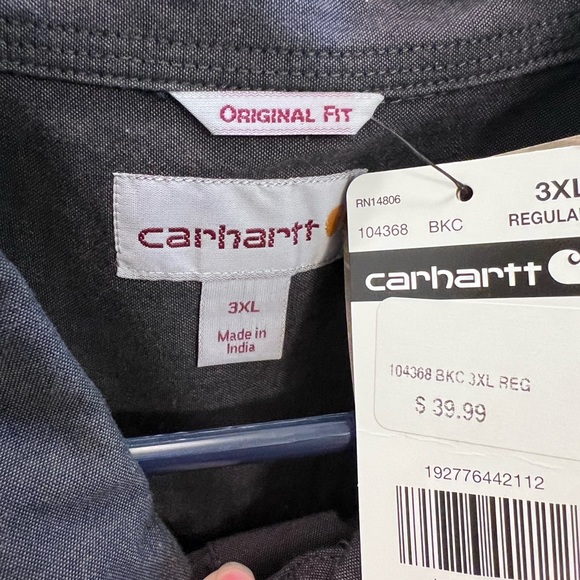 ORIGINAL FIT
carhartt
3XL
Made in
India
RN14806
104368 BKC
3XL
REGULA
carhartt
104368 BKC 3XL REG
$ 39.99
192776442112